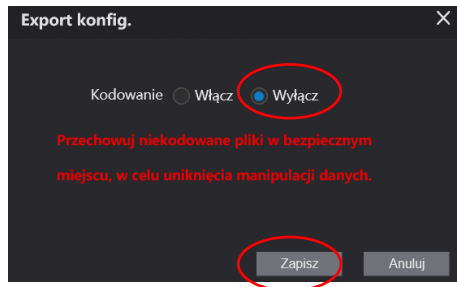 Export konfig.
Kodowanie Włącz Wyłącz
Przechowuj niekodowane pliki w bezpiecznym
miejscu, w celu uniknięcia manipulacji danych.
Zapisz Anuluj